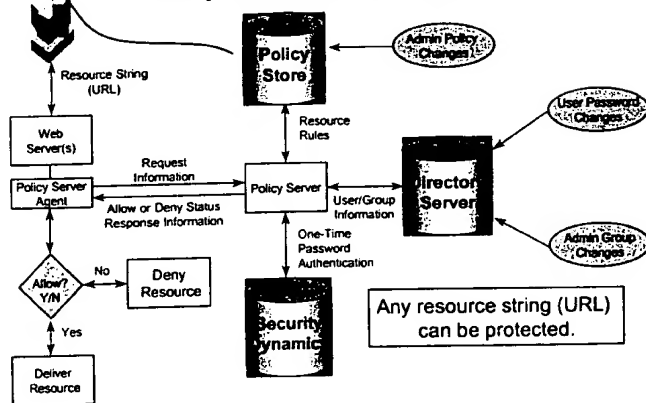 Policy
Store
Admin Policy
Changes
Resource String
(URL)
Resource
Rules
User Password
Changes
Web
Server(s)
Request
Information
Policy Server
Agent
Policy Server
Director
Server
User/Group
Information
Allow or Deny Status
Response Information
One-Time
Password
Authentication
Admin Group
Changes
Allow?
Y/N
No
Deny
Resource
Security
Dynamic
Any resource string (URL)
can be protected.
Yes
Deliver
Resource